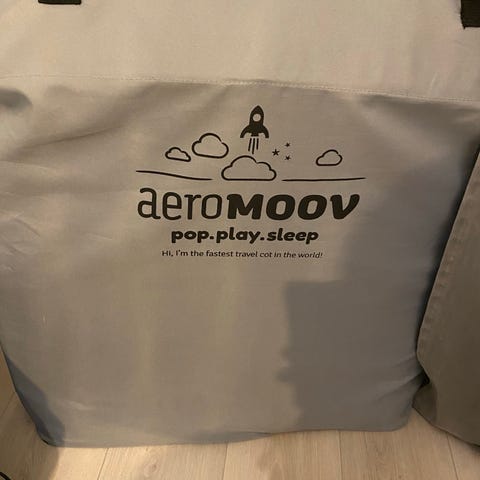 aeroMOOV
pop.play.sleep
Hi, I'm the fastest travel cot in the world!